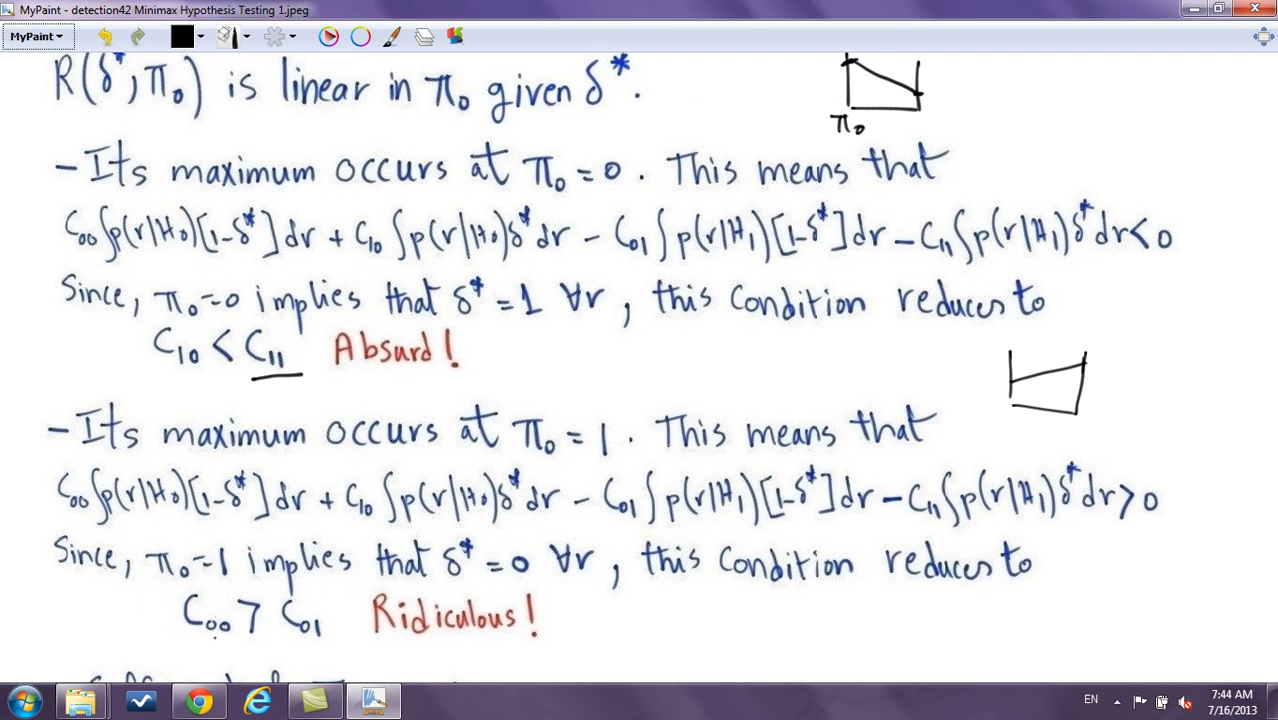 MyPaint - detection42 Minimax Hypothesis Testing 1.jpeg
MyPaint
R(δ*, π₀) is linear in π₀ given δ*.
π₀
- Its maximum occurs at π₀ = 0. This means that
C₀₀∫p(r|H₀)[1-δ*]dr + C₁₀∫p(r|H₀)δ*dr - C₀₁∫p(r|H₁)[1-δ*]dr - C₁₁∫p(r|H₁)δ*dr < 0
Since, π₀=0 implies that δ* = 1 ∀r, this condition reduces to
C₁₀ < C₁₁ Absurd!
- Its maximum occurs at π₀ = 1. This means that
C₀₀∫p(r|H₀)[1-δ*]dr + C₁₀∫p(r|H₀)δ*dr - C₀₁∫p(r|H₁)[1-δ*]dr - C₁₁∫p(r|H₁)δ*dr > 0
Since, π₀=1 implies that δ* = 0 ∀r, this condition reduces to
C₀₀ > C₀₁ Ridiculous!
EN
7:44 AM
7/16/2013